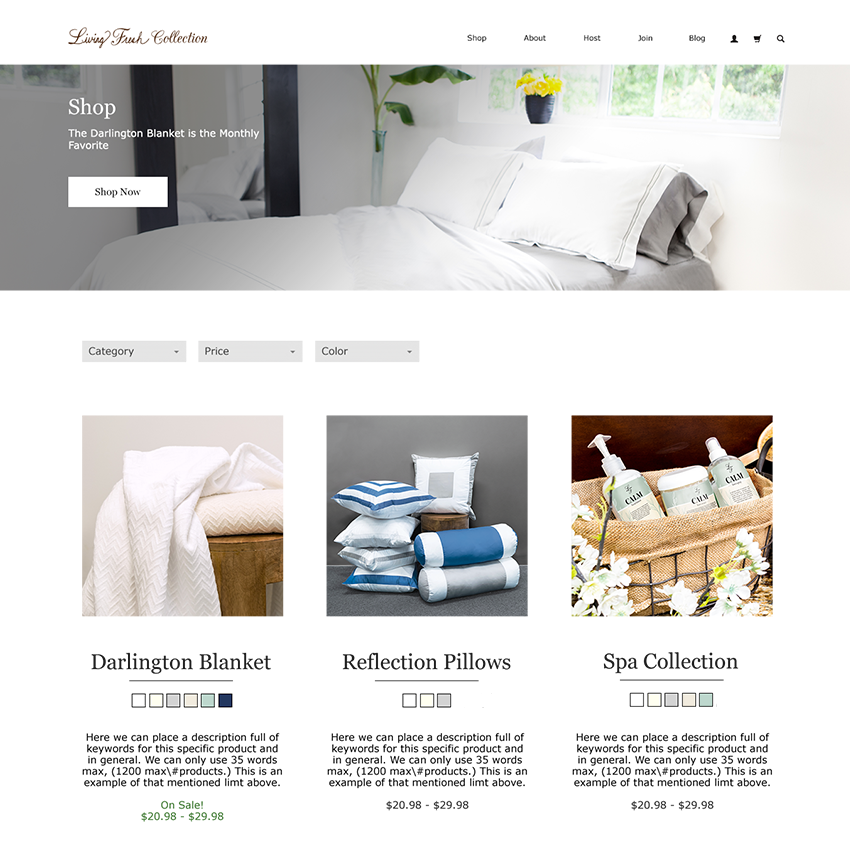 Living Fresh Collection
Shop About Host Join Blog
Shop
The Darlington Blanket is the Monthly
Favorite
Shop Now
Category Price Color
CALM
CALM
CALM
Darlington Blanket
Here we can place a description full of
keywords for this specific product and
in general. We can only use 35 words
max, (1200 max\#products.) This is an
example of that mentioned limt above.
On Sale!
$20.98 - $29.98
Reflection Pillows
Here we can place a description full of
keywords for this specific product and
in general. We can only use 35 words
max, (1200 max\#products.) This is an
example of that mentioned limt above.
$20.98 - $29.98
Spa Collection
Here we can place a description full of
keywords for this specific product and
in general. We can only use 35 words
max, (1200 max\#products.) This is an
example of that mentioned limt above.
$20.98 - $29.98